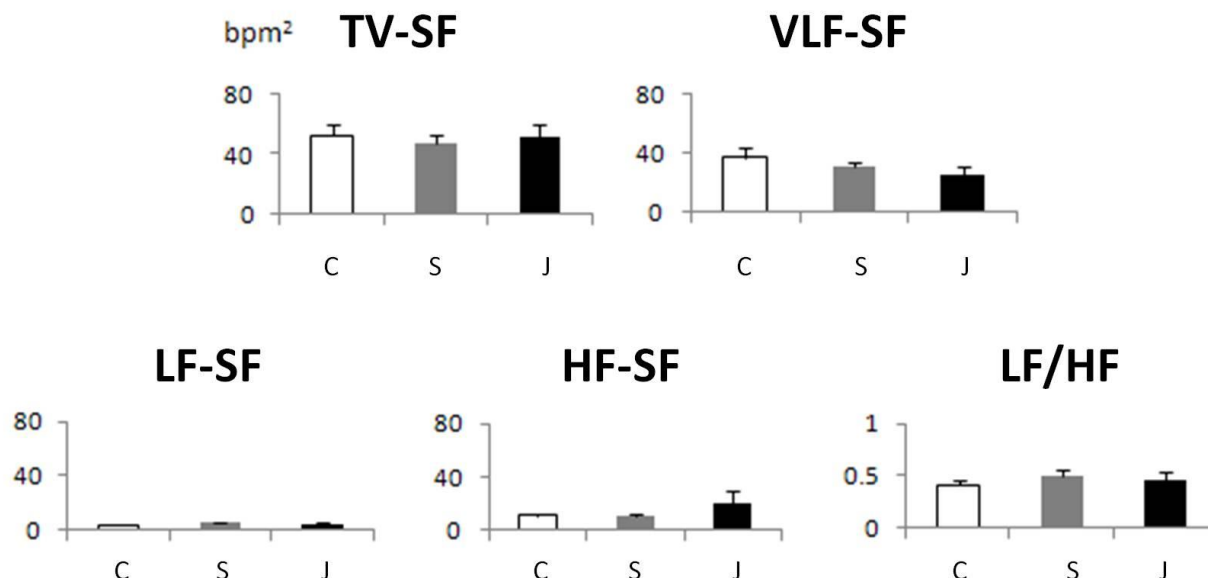 bpm² TV-SF VLF-SF
80 80
40 40
0 0
C S J C S J
LF-SF HF-SF LF/HF
80 80 1
40 40 0.5
0 0 0
C S J C S J C S J